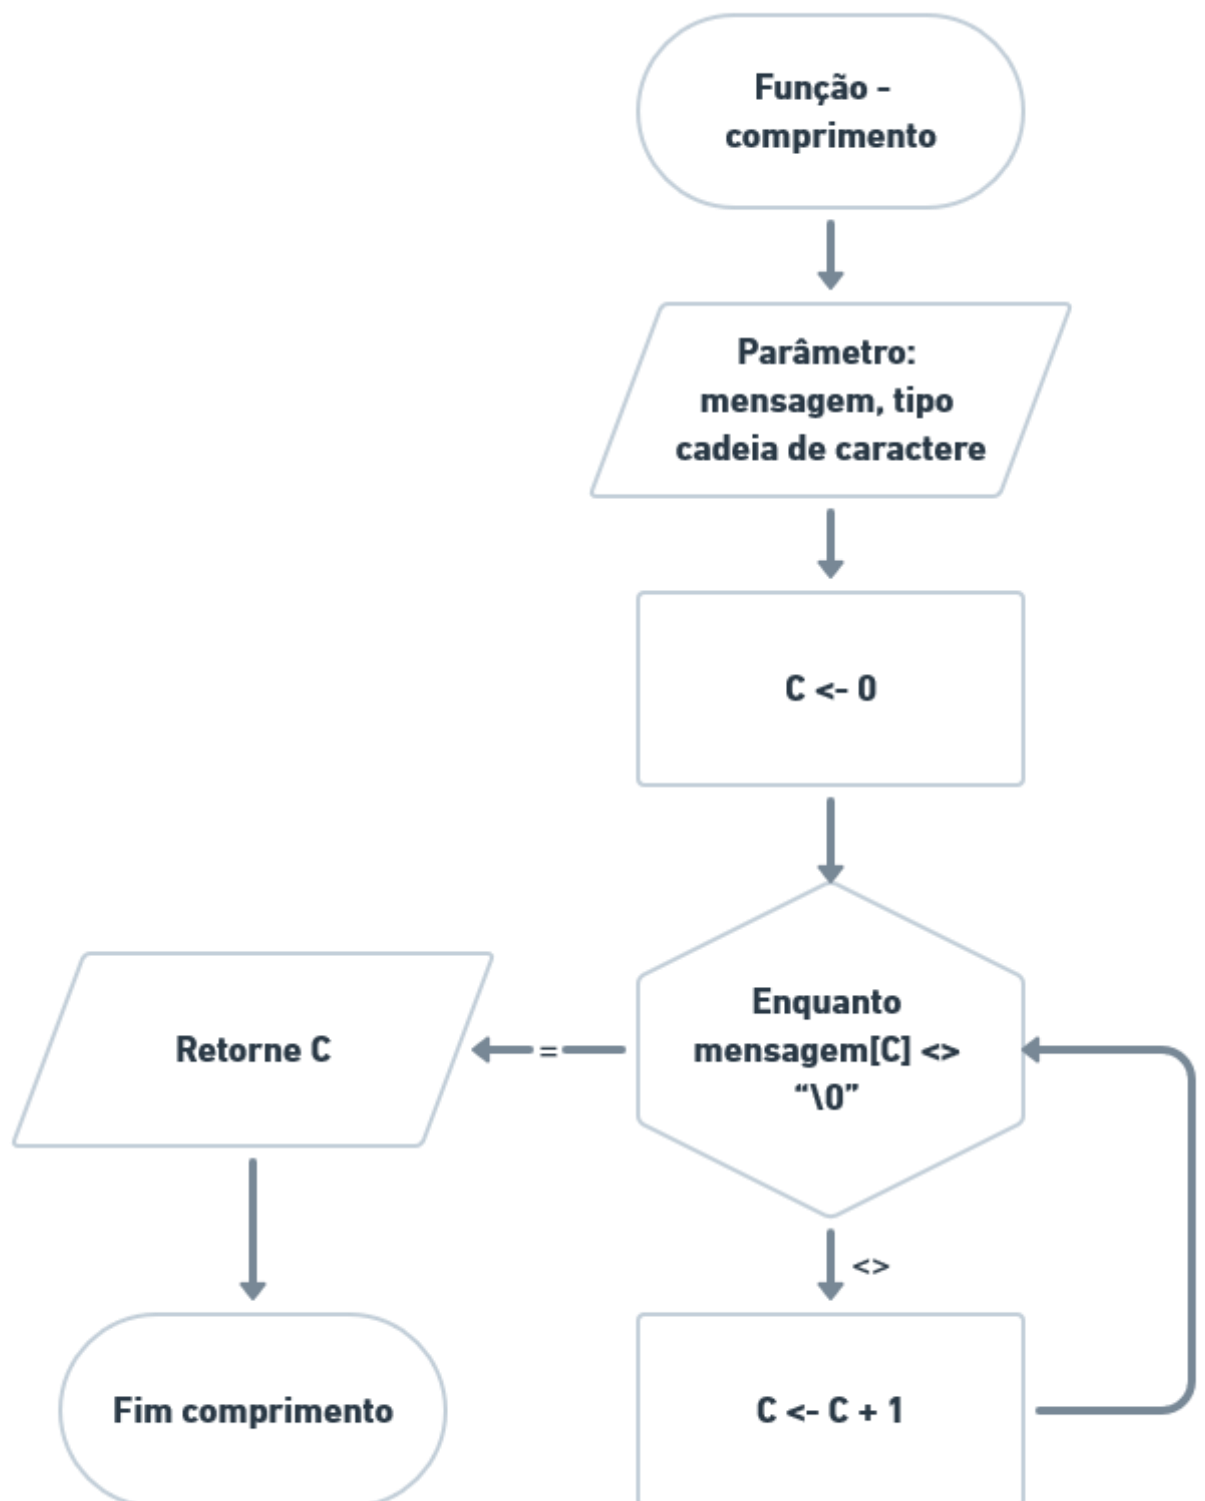 Função -
comprimento
Parâmetro:
mensagem, tipo
cadeia de caractere
C <- 0
Enquanto
mensagem[C] <>
“\0”
=
Retorne C
<>
C <- C + 1
Fim comprimento